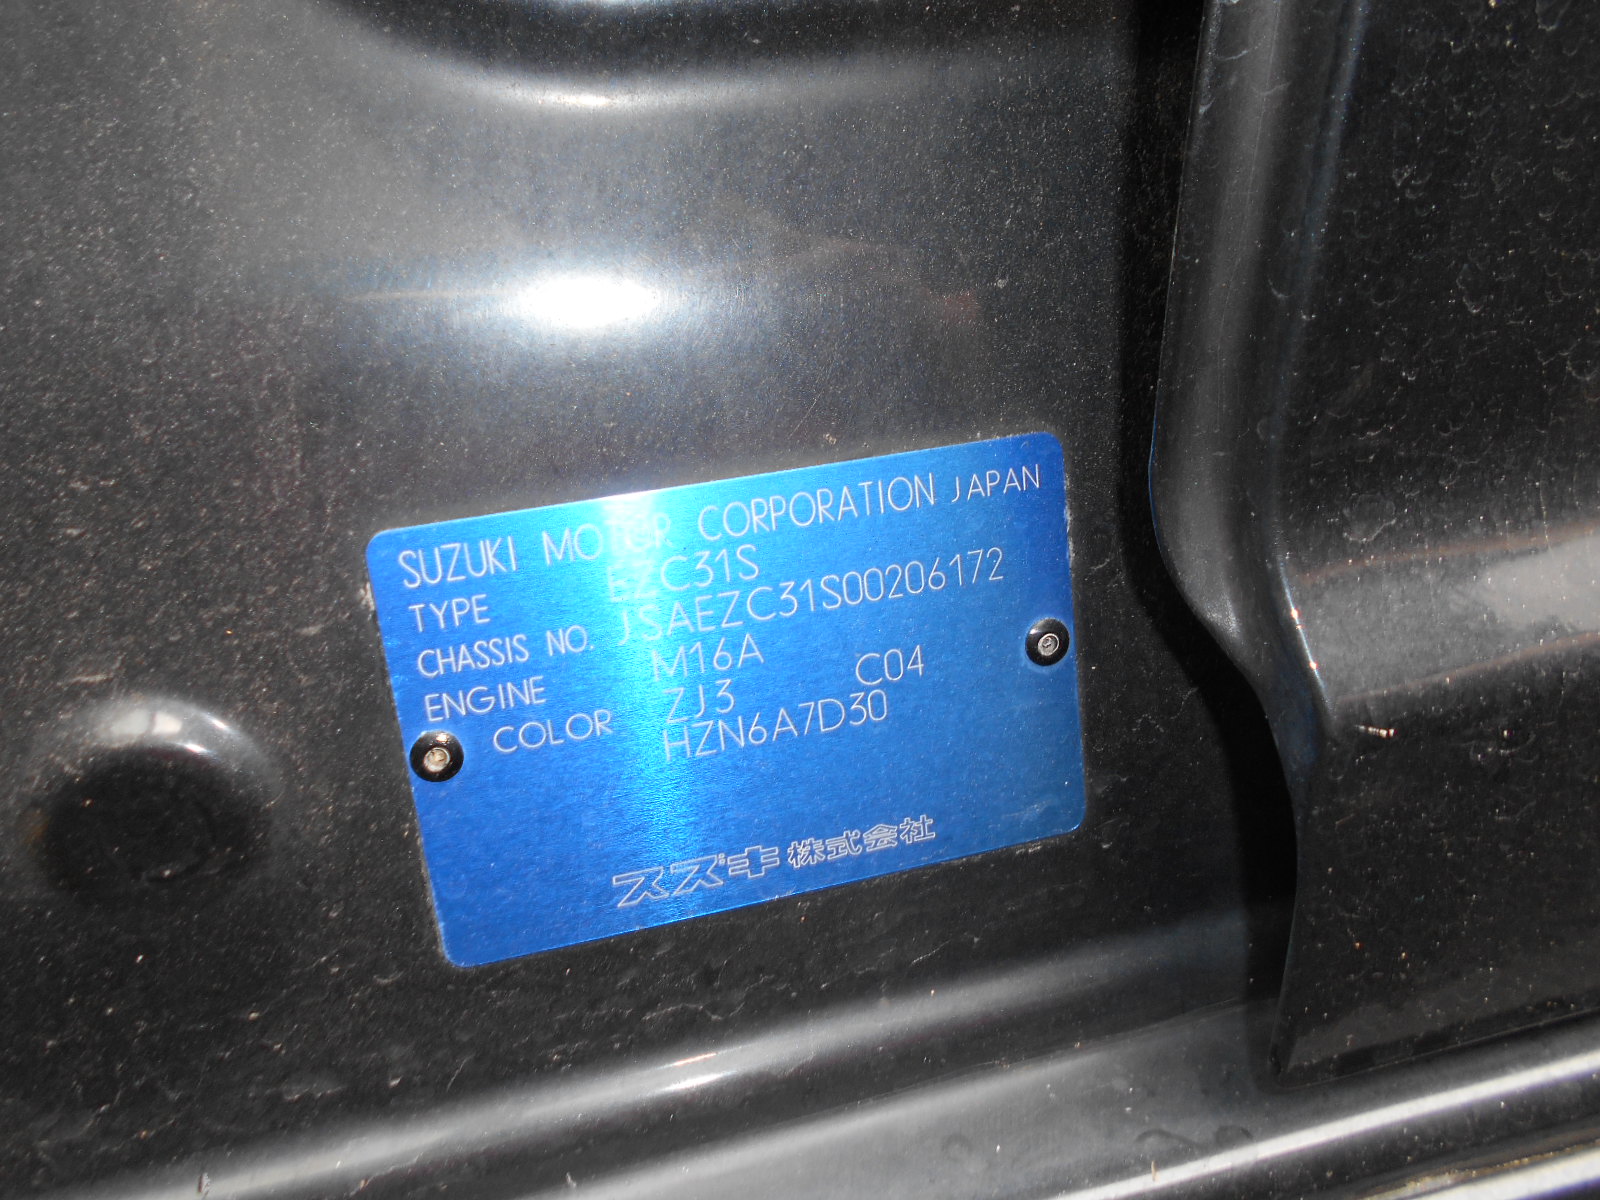 SUZUKI MOTOR CORPORATION JAPAN
TYPE EZC31S
CHASSIS NO. JSAEZC31S00206172
ENGINE M16A
COLOR ZJ3 C04
HZN6A7D30
スズキ株式会社